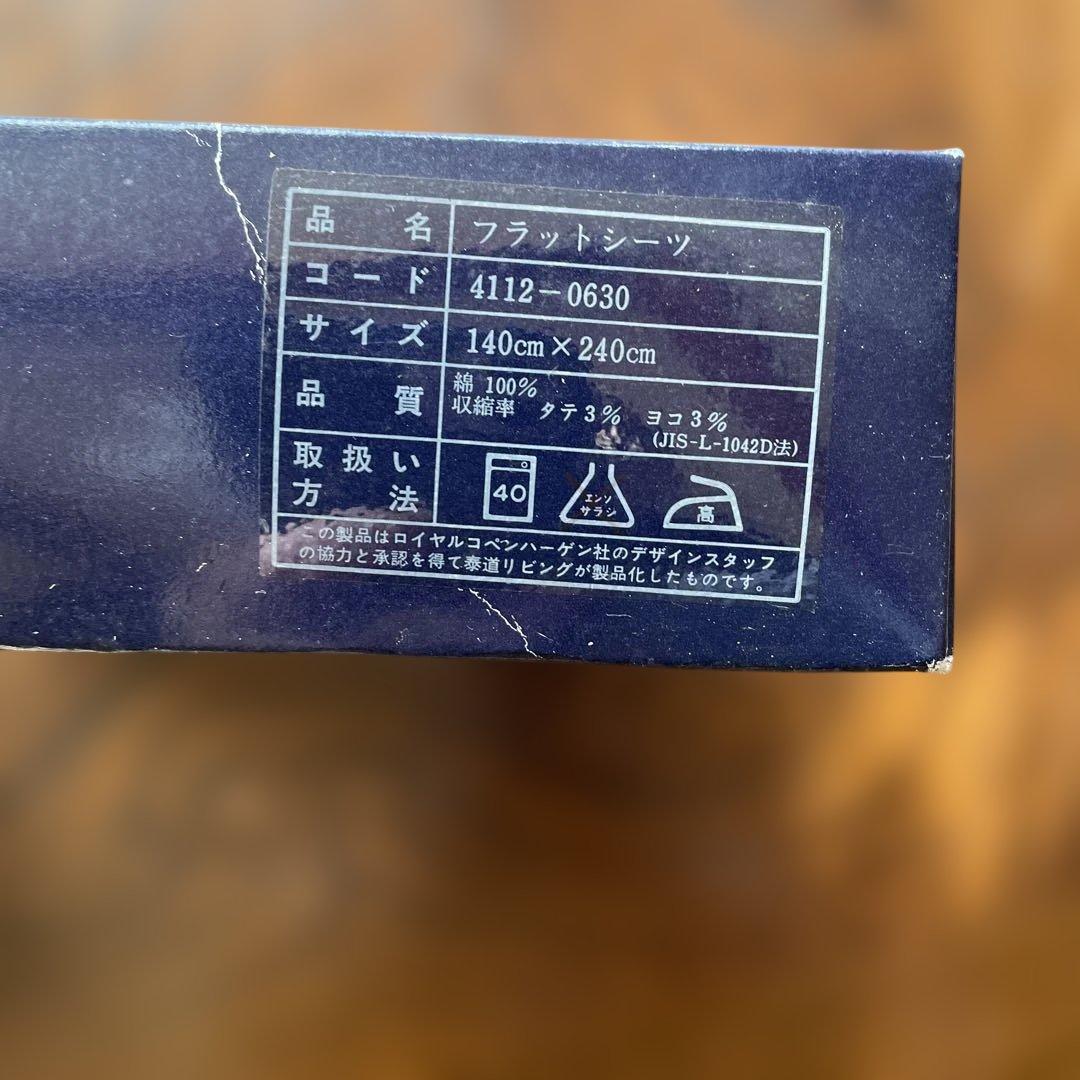 品名 フラットシーツ
コード 4112-0630
サイズ 140cm×240cm
品質 綿 100%
収縮率 タテ3% ヨコ3%
(JIS-L-1042D法)
取扱い
方法
40
エンソ
サラシ
高
この製品はロイヤルコペンハーゲン社のデザインスタッフ
の協力と承認を得て泰道リビングが製品化したものです。